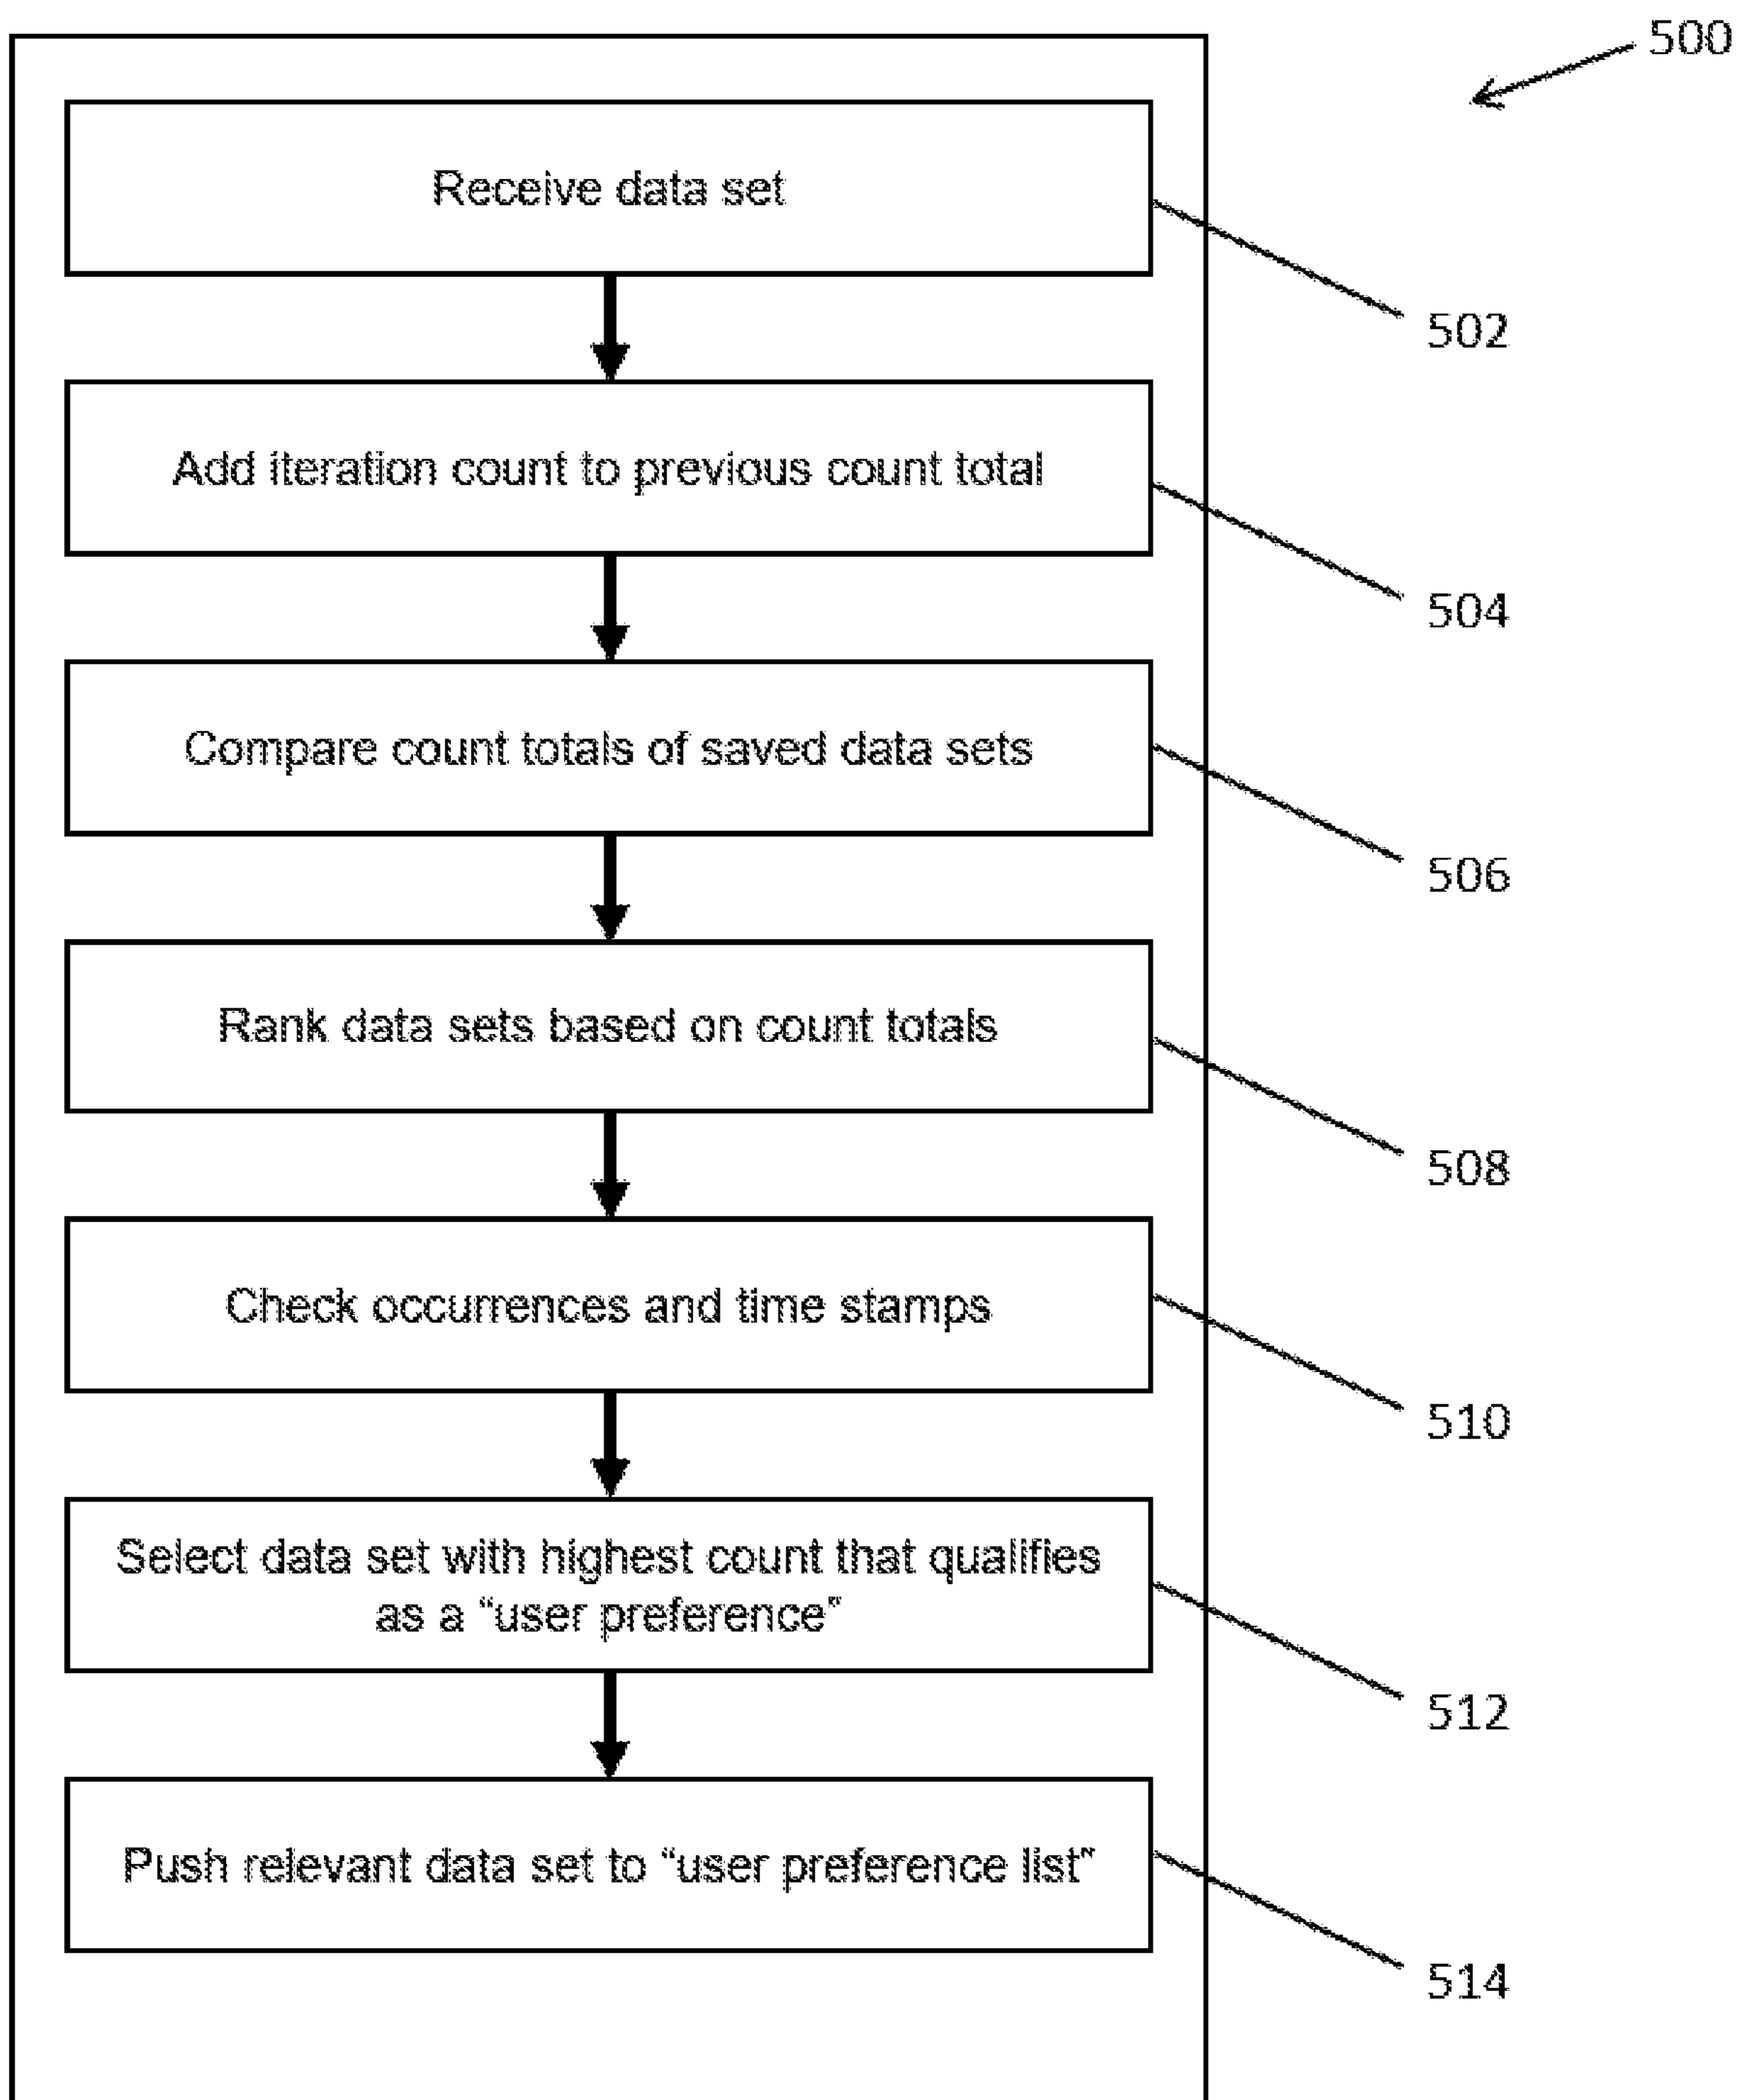 500
Receive data set
502
Add iteration count to previous count total
504
Compare count totals of saved data sets
506
Rank data sets based on count totals
508
Check occurrences and time stamps
510
Select data set with highest count that qualifies
as a “user preference”
512
Push relevant data set to “user preference list”
514